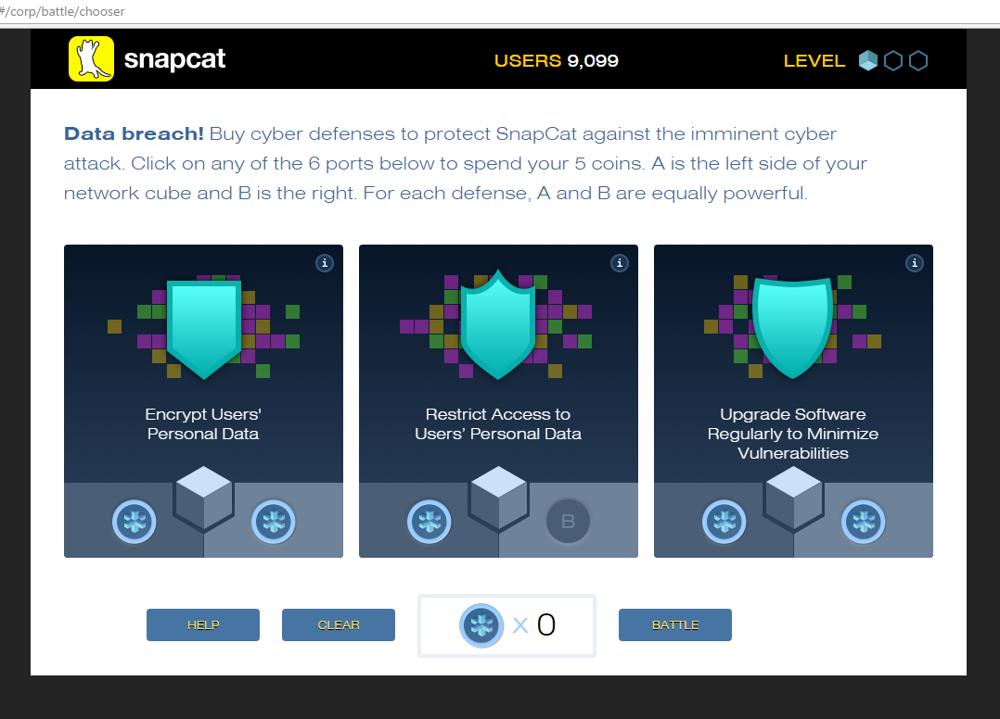 #/corp/battle/chooser
snapcat
USERS 9,099
LEVEL
Data breach! Buy cyber defenses to protect SnapCat against the imminent cyber
attack. Click on any of the 6 ports below to spend your 5 coins. A is the left side of your
network cube and B is the right. For each defense, A and B are equally powerful.
i
i
i
Encrypt Users'
Personal Data
Restrict Access to
Users’ Personal Data
Upgrade Software
Regularly to Minimize
Vulnerabilities
B
HELP
CLEAR
x 0
BATTLE